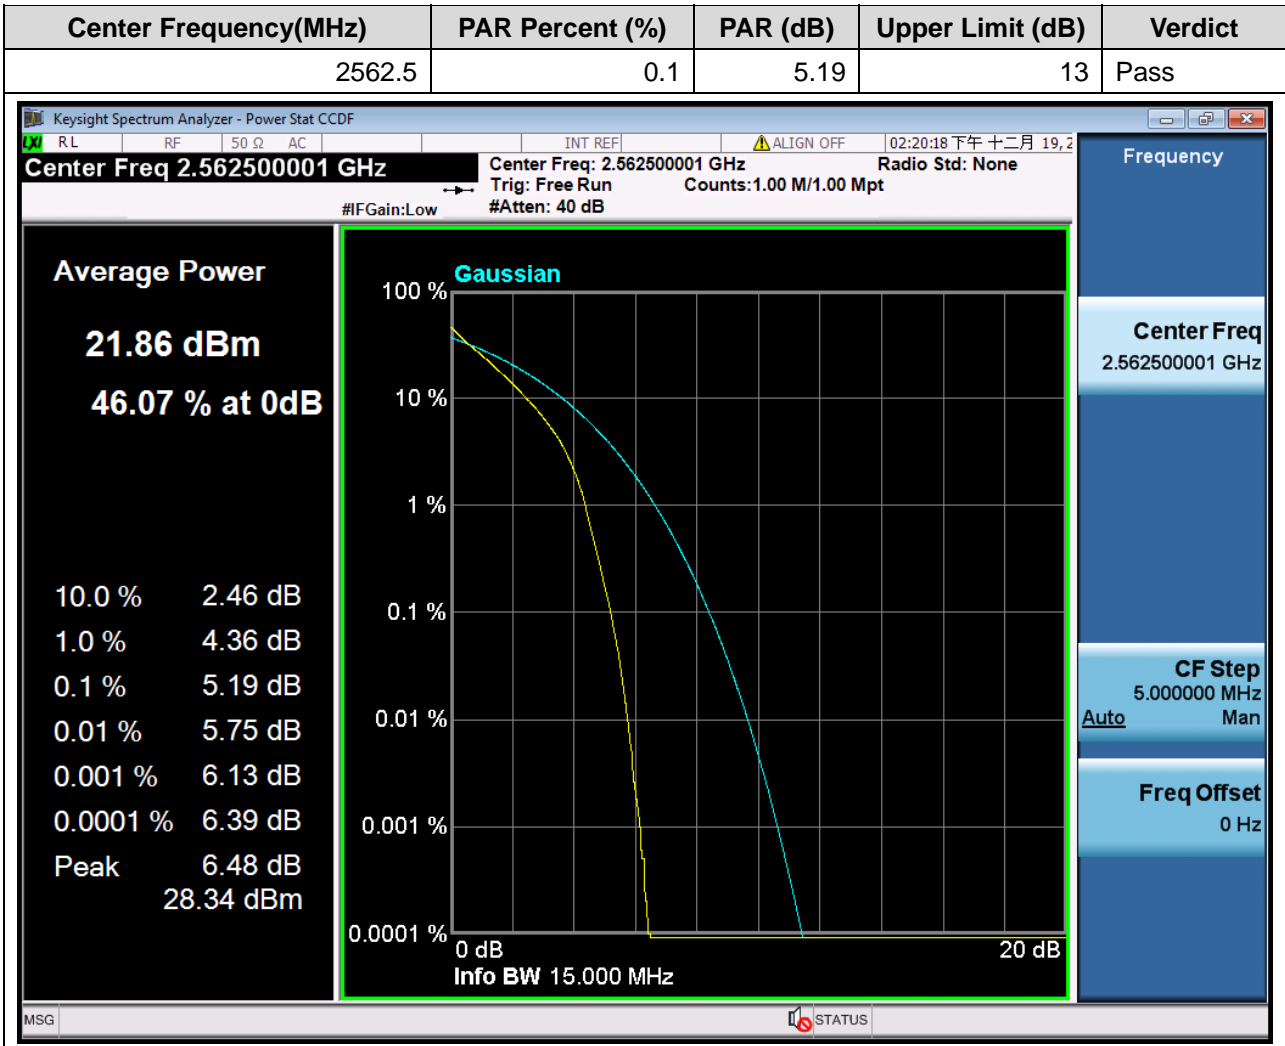 Center Frequency(MHz) PAR Percent (%) PAR (dB) Upper Limit (dB) Verdict
2562.5 0.1 5.19 13 Pass
Keysight Spectrum Analyzer - Power Stat CCDF
LXI RL RF 50 Ω AC INT REF ALIGN OFF 02:20:18 下午 十二月 19, 2
Center Freq 2.562500001 GHz
#IFGain:Low
Center Freq: 2.562500001 GHz Radio Std: None
Trig: Free Run Counts:1.00 M/1.00 Mpt
#Atten: 40 dB
Average Power
21.86 dBm
46.07 % at 0dB
10.0 % 2.46 dB
1.0 % 4.36 dB
0.1 % 5.19 dB
0.01 % 5.75 dB
0.001 % 6.13 dB
0.0001 % 6.39 dB
Peak 6.48 dB
28.34 dBm
Gaussian
100 %
10 %
1 %
0.1 %
0.01 %
0.001 %
0.0001 %
0 dB 20 dB
Info BW 15.000 MHz
Frequency
Center Freq
2.562500001 GHz
CF Step
5.000000 MHz
Auto Man
Freq Offset
0 Hz
MSG STATUS